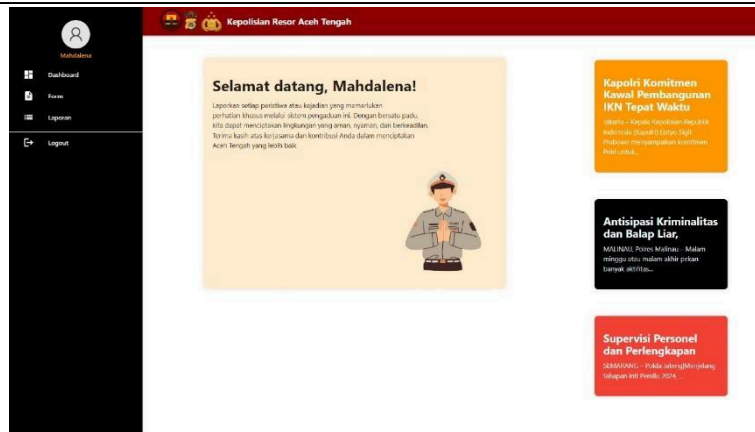 Kepolisian Resor Aceh Tengah
Mahdalena
Dashboard
Form
Laporan
Logout
Selamat datang, Mahdalena!
Laporkan setiap peristiwa atau kejadian yang memerlukan
perhatian khusus melalui sistem pengaduan ini. Dengan bersatu padu,
kita dapat menciptakan lingkungan yang aman, nyaman, dan berkeadilan.
Terima kasih atas kerjasama dan kontribusi Anda dalam menciptakan
Aceh Tengah yang lebih baik.
Kapolri Komitmen
Kawal Pembangunan
IKN Tepat Waktu
Jakarta – Kepala Kepolisian Republik
Indonesia (Kapolri) Listyo Sigit
Prabowo menyampaikan komitmen
Polri untuk...
Antisipasi Kriminalitas
dan Balap Liar,
MALINAU, Polres Malinau – Malam
minggu atau malam akhir pekan
banyak aktifitas...
Supervisi Personel
dan Perlengkapan
SEMARANG – Polda Jateng|Menjelang
tahapan inti Pemilu 2024, ...